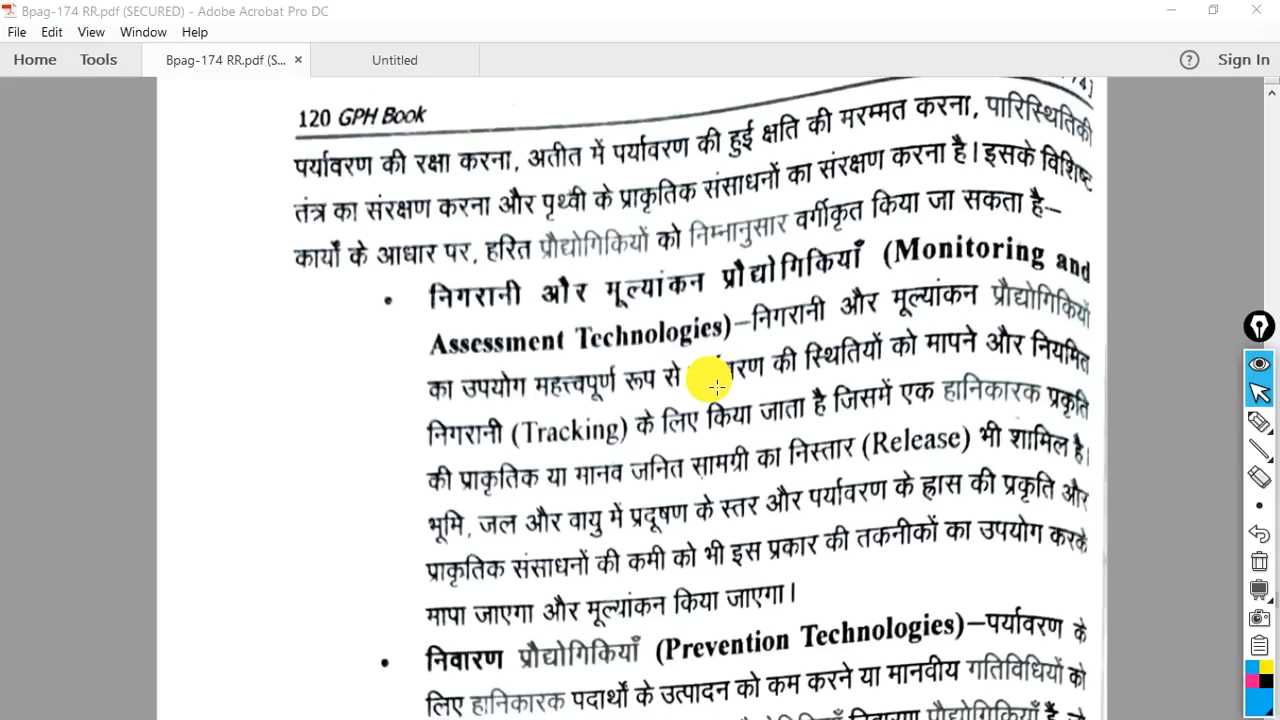 Bpag-174 RR.pdf (SECURED) - Adobe Acrobat Pro DC
File Edit View Window Help
Home Tools Bpag-174 RR.pdf (S... × Untitled Sign In
120 GPH Book 74]
पर्यावरण की रक्षा करना, अतीत में पर्यावरण की हुई क्षति की मरम्मत करना, पारिस्थितिकी
तंत्र का संरक्षण करना और पृथ्वी के प्राकृतिक संसाधनों का संरक्षण करना है। इसके विशिष्ट
कार्यों के आधार पर, हरित प्रौद्योगिकियों को निम्नानुसार वर्गीकृत किया जा सकता है–
• निगरानी और मूल्यांकन प्रौद्योगिकियाँ (Monitoring and
Assessment Technologies)–निगरानी और मूल्यांकन प्रौद्योगिकियों
का उपयोग महत्त्वपूर्ण रूप से की स्थितियों को मापने और नियमित
निगरानी (Tracking) के लिए किया जाता है जिसमें एक हानिकारक प्रकृति
की प्राकृतिक या मानव जनित सामग्री का निस्तार (Release) भी शामिल है।
भूमि, जल और वायु में प्रदूषण के स्तर और पर्यावरण के ह्रास की प्रकृति और
प्राकृतिक संसाधनों की कमी को भी इस प्रकार की तकनीकों का उपयोग करके
मापा जाएगा और मूल्यांकन किया जाएगा।
• निवारण प्रौद्योगिकियाँ (Prevention Technologies)–पर्यावरण के
लिए हानिकारक पदार्थों के उत्पादन को कम करने या मानवीय गतिविधियों को